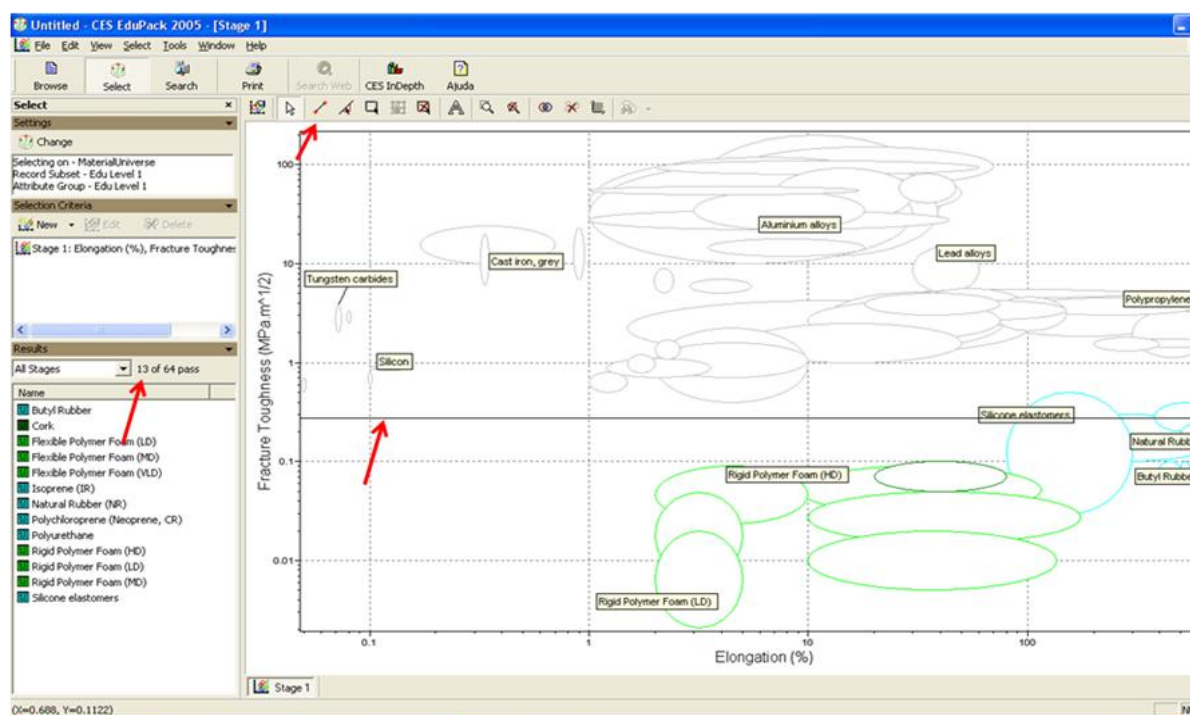 Untitled - CES EduPack 2005 - [Stage 1]
File Edit View Select Tools Window Help
Browse Select Search Print Search Web CES InDepth Ajuda
Select
Settings
Change
Selecting on - MaterialUniverse
Record Subset - Edu Level 1
Attribute Group - Edu Level 1
Selection Criteria
New Edit Delete
Stage 1: Elongation (%), Fracture Toughnes
Results
All Stages 13 of 64 pass
Name
Butyl Rubber
Cork
Flexible Polymer Foam (LD)
Flexible Polymer Foam (MD)
Flexible Polymer Foam (VLD)
Isoprene (IR)
Natural Rubber (NR)
Polychloroprene (Neoprene, CR)
Polyurethane
Rigid Polymer Foam (HD)
Rigid Polymer Foam (LD)
Rigid Polymer Foam (MD)
Silicone elastomers
Fracture Toughness (MPa.m^1/2)
100
10
1
0.1
0.01
Aluminium alloys
Lead alloys
Cast iron, grey
Tungsten carbides
Polypropylene
Silicon
Silicone elastomers
Natural Rubb
Butyl Rubbe
Rigid Polymer Foam (HD)
Rigid Polymer Foam (LD)
0.1 1 10 100
Elongation (%)
Stage 1
(X=0.688, Y=0.1122)